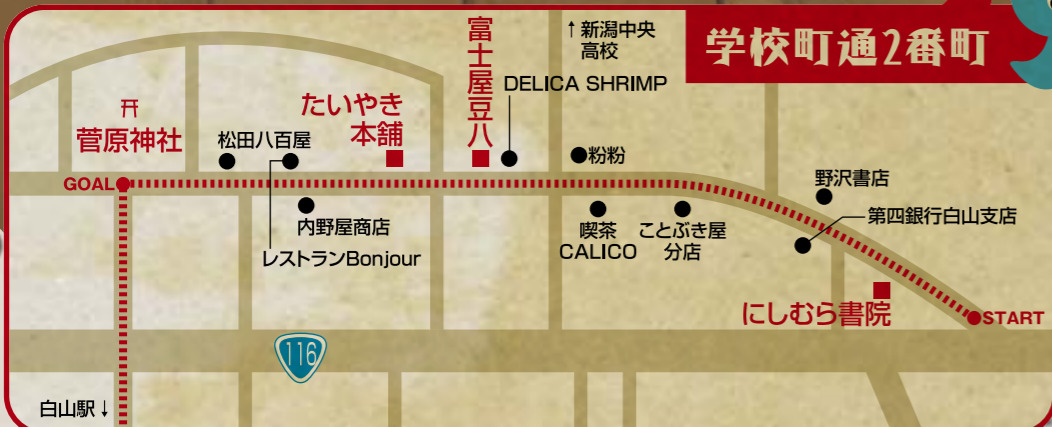 学校町通2番町
↑新潟中央
高校
富士屋豆八
DELICA SHRIMP
たいやき
本舗
菅原神社
松田八百屋
粉粉
野沢書店
GOAL
第四銀行白山支店
内野屋商店
喫茶
CALICO
ことぶき屋
分店
レストランBonjour
にしむら書院
START
116
白山駅↓